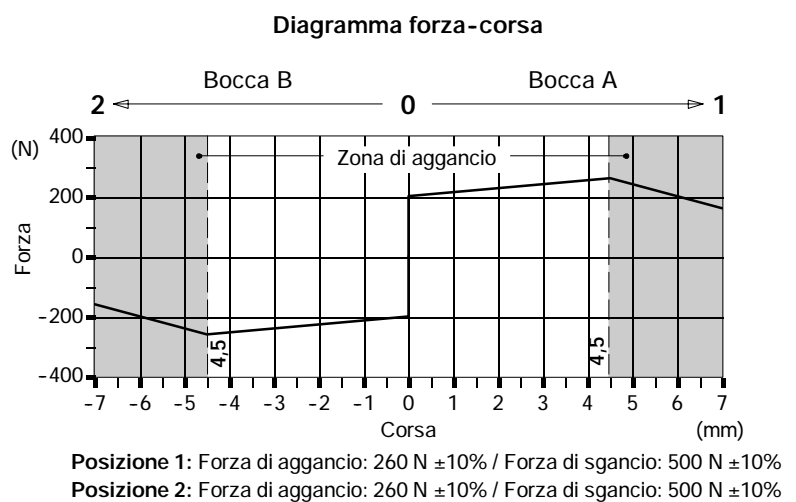 Diagramma forza-corsa
Bocca B Bocca A
2 0 1
(N)
400
200
0
-200
-400
Forza
Zona di aggancio
4,5 4,5
-7 -6 -5 -4 -3 -2 -1 0 1 2 3 4 5 6 7
Corsa (mm)
Posizione 1: Forza di aggancio: 260 N ±10% / Forza di sgancio: 500 N ±10%
Posizione 2: Forza di aggancio: 260 N ±10% / Forza di sgancio: 500 N ±10%